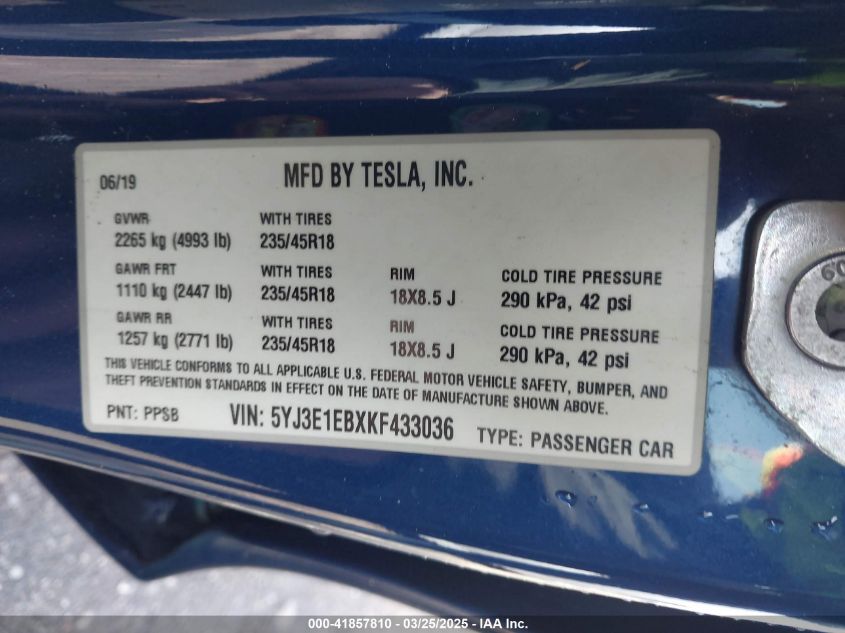 06/19 MFD BY TESLA, INC.
GVWR WITH TIRES
2265 kg (4993 lb) 235/45R18
GAWR FRT WITH TIRES RIM COLD TIRE PRESSURE
1110 kg (2447 lb) 235/45R18 18X8.5 J 290 kPa, 42 psi
GAWR RR WITH TIRES RIM COLD TIRE PRESSURE
1257 kg (2771 lb) 235/45R18 18X8.5 J 290 kPa, 42 psi
THIS VEHICLE CONFORMS TO ALL APPLICABLE U.S. FEDERAL MOTOR VEHICLE SAFETY, BUMPER, AND
THEFT PREVENTION STANDARDS IN EFFECT ON THE DATE OF MANUFACTURE SHOWN ABOVE.
PNT: PPSB VIN: 5YJ3E1EBXKF433036 TYPE: PASSENGER CAR
000-41857810 - 03/25/2025 - IAA Inc.